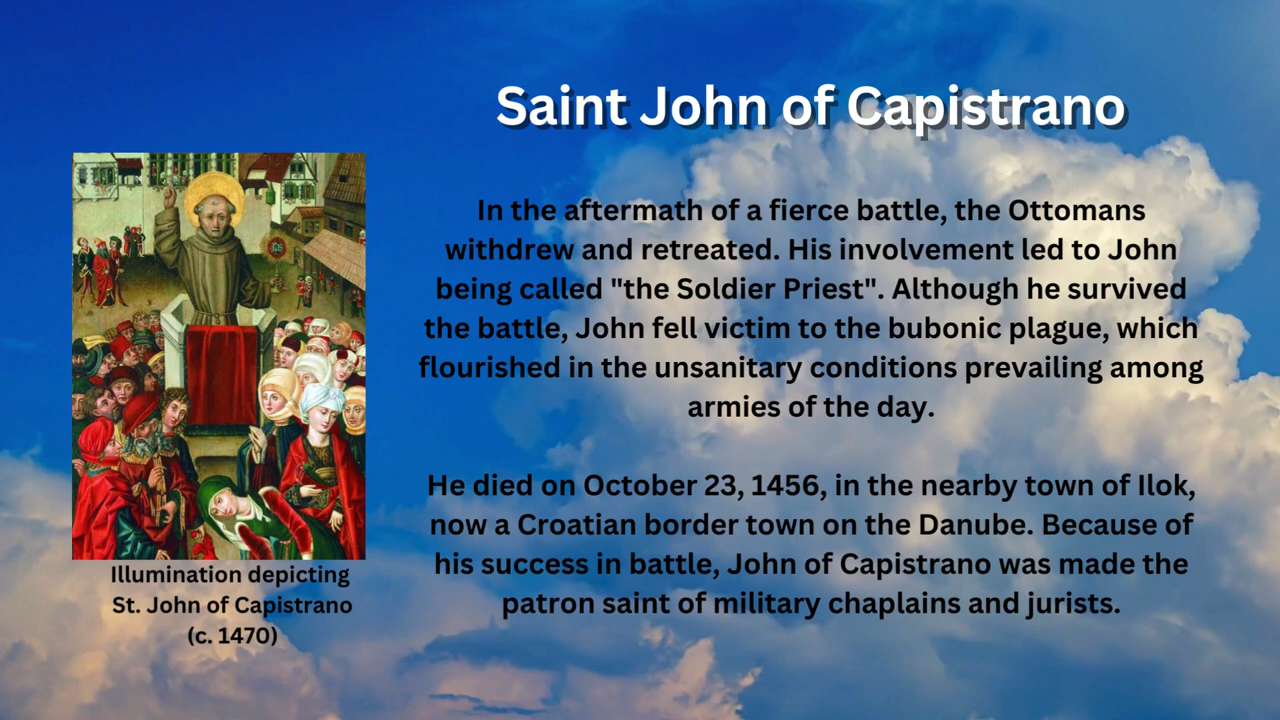 Saint John of Capistrano
In the aftermath of a fierce battle, the Ottomans
withdrew and retreated. His involvement led to John
being called "the Soldier Priest". Although he survived
the battle, John fell victim to the bubonic plague, which
flourished in the unsanitary conditions prevailing among
armies of the day.
He died on October 23, 1456, in the nearby town of Ilok,
now a Croatian border town on the Danube. Because of
his success in battle, John of Capistrano was made the
patron saint of military chaplains and jurists.
Illumination depicting
St. John of Capistrano
(c. 1470)